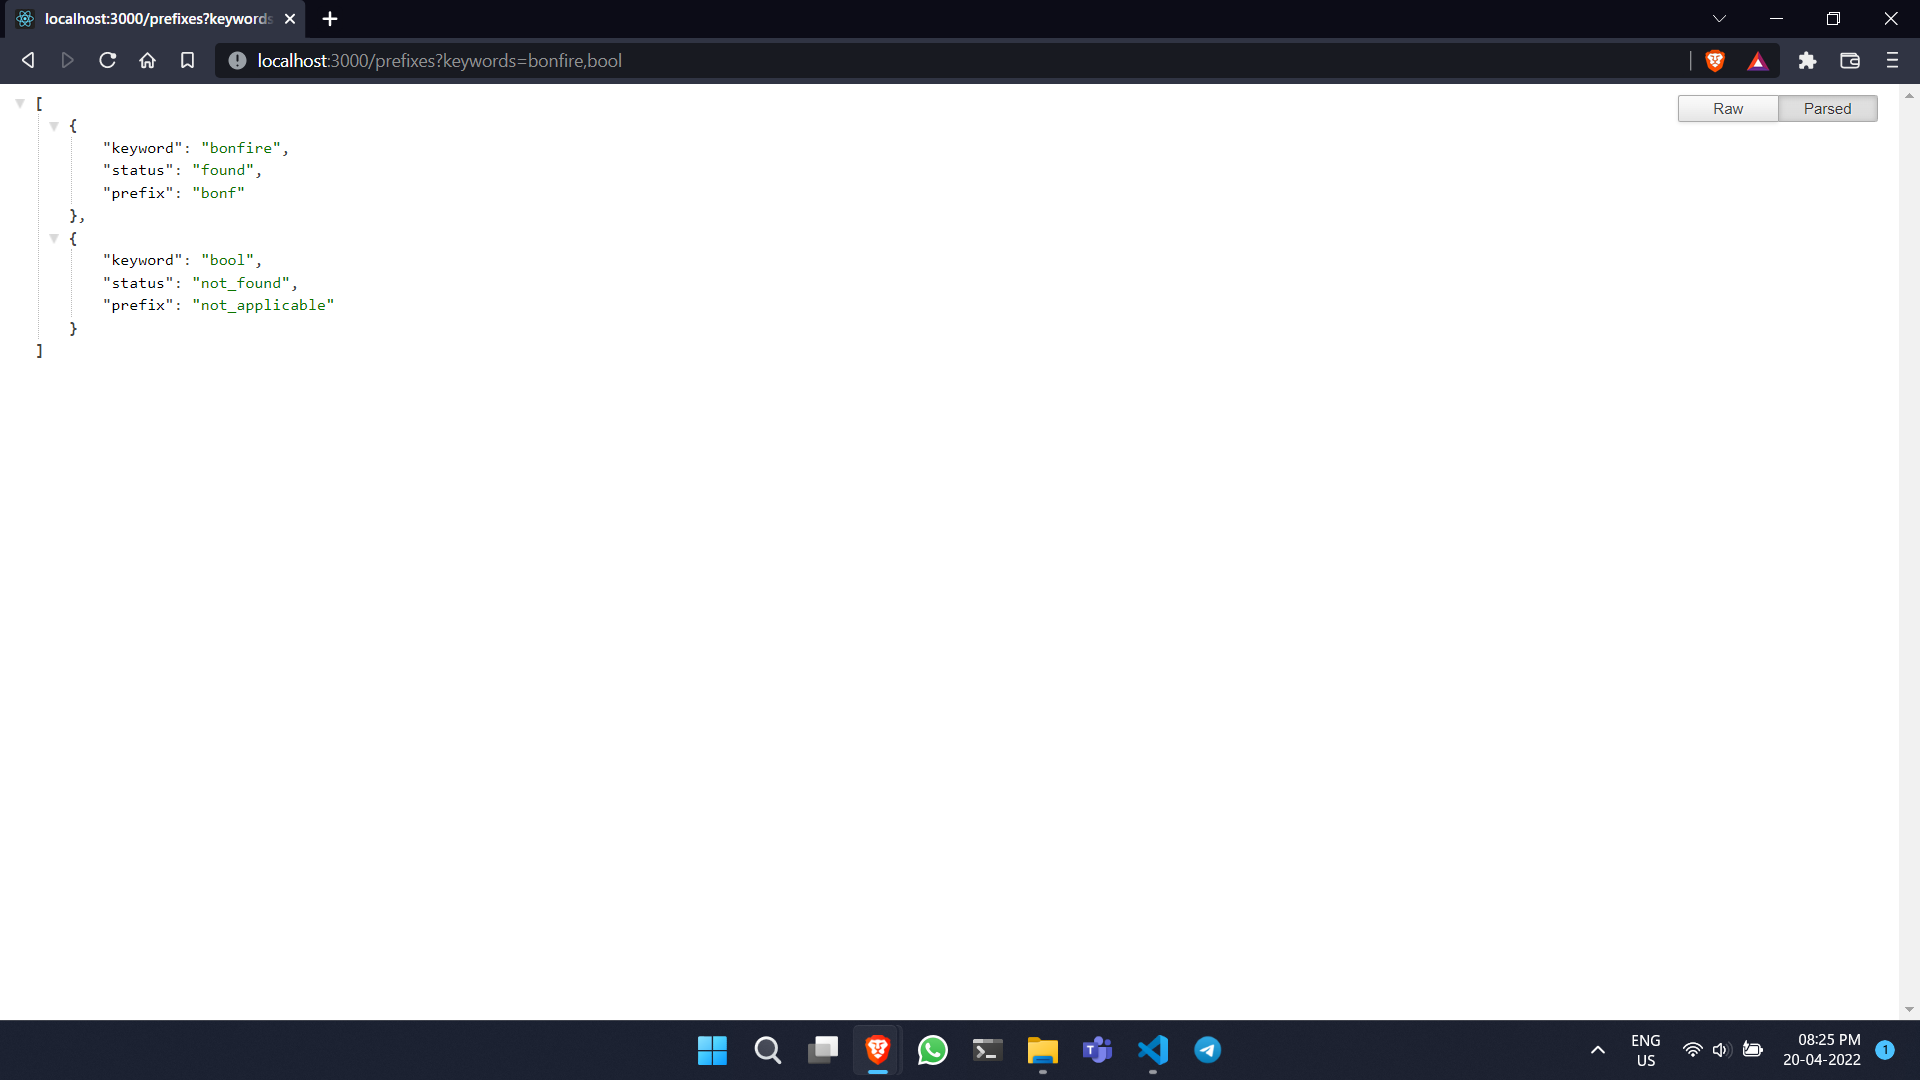 localhost:3000/prefixes?keywords
localhost:3000/prefixes?keywords=bonfire,bool
Raw
Parsed
[
{
"keyword": "bonfire",
"status": "found",
"prefix": "bonf"
},
{
"keyword": "bool",
"status": "not_found",
"prefix": "not_applicable"
}
]
ENG
US
08:25 PM
20-04-2022
1